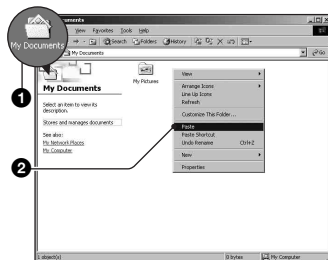 My Documents
View Favorites Tools Help
Search Folders History
My Documents
Go
My Documents
Select an item to view its
description.
Stores and manages documents
See also:
My Network Places
My Computer
My Pictures
View
Arrange Icons
Line Up Icons
Refresh
Customize This Folder...
Paste
Paste Shortcut
Undo Rename Ctrl+Z
New
Properties
1
2
1 object(s)
0 bytes
My Computer